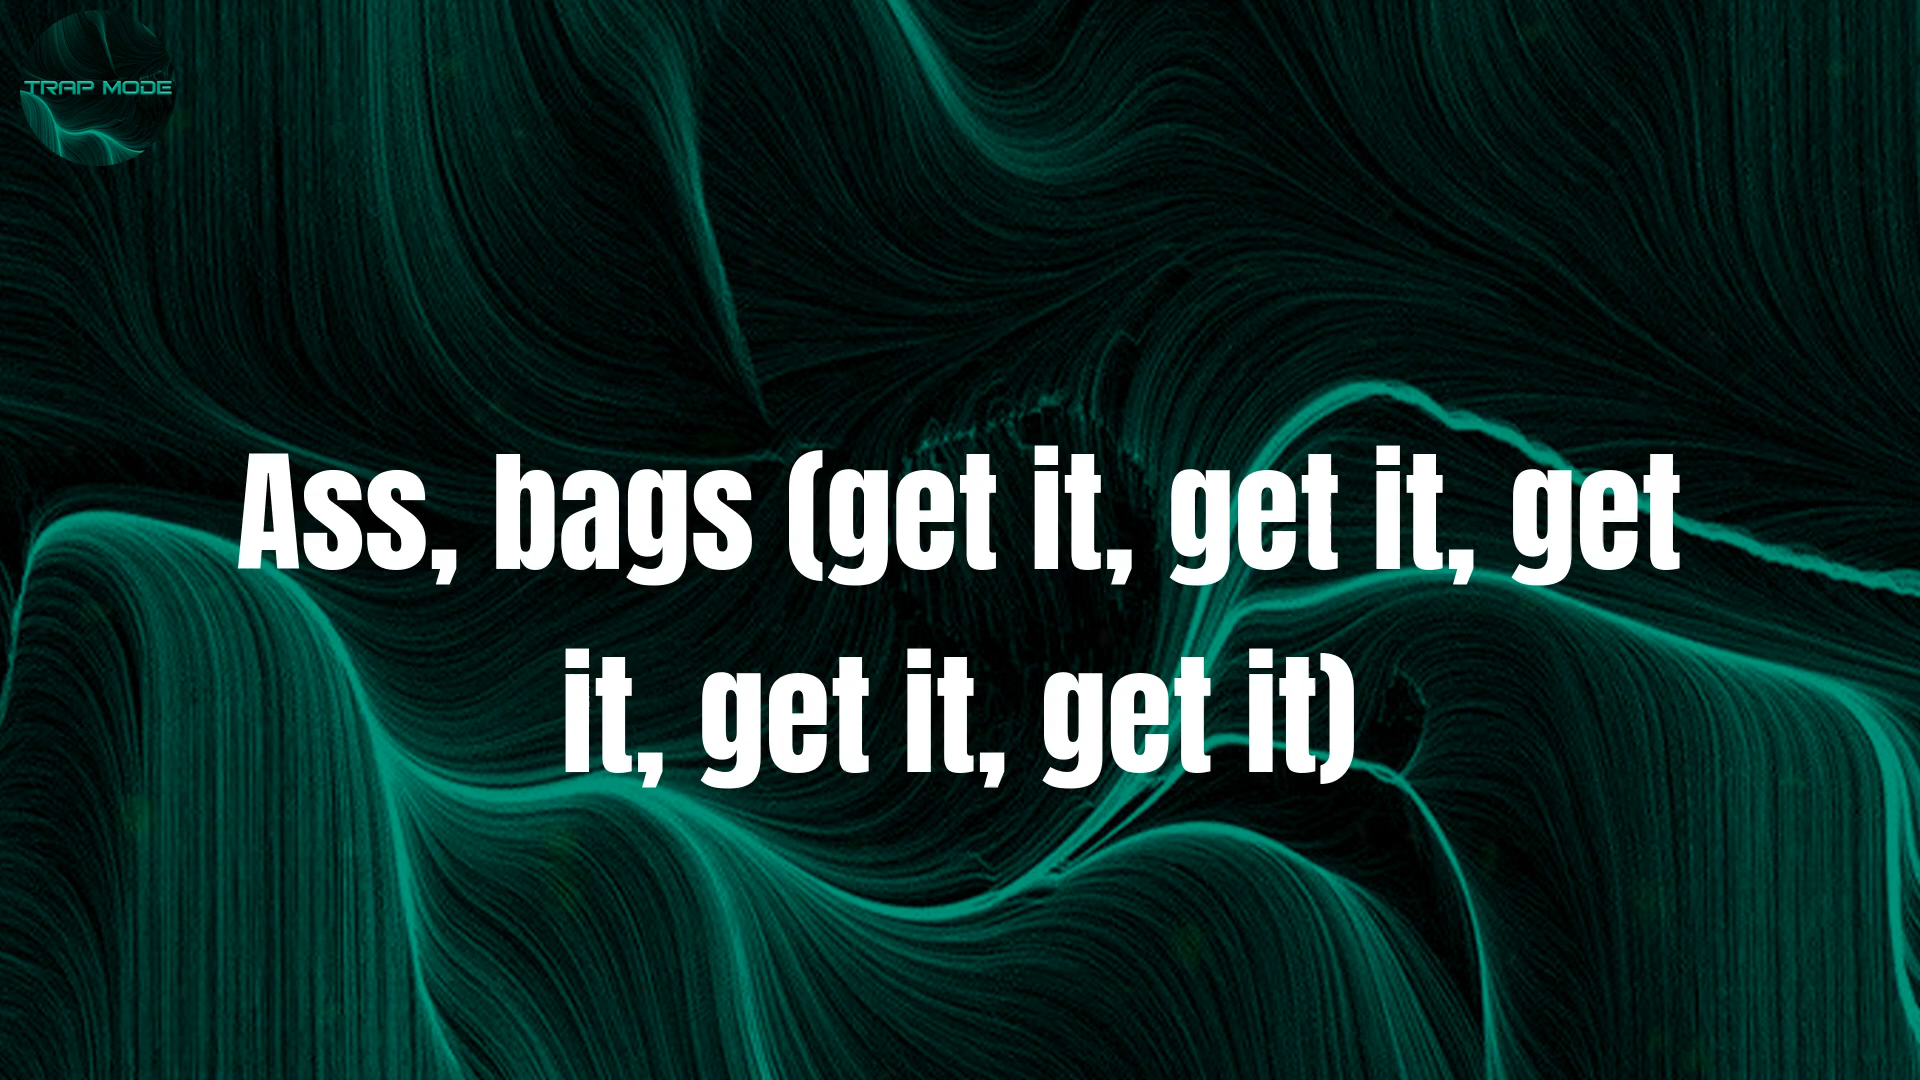 TRAP MODE
Ass, bags (get it, get it, get
it, get it, get it)